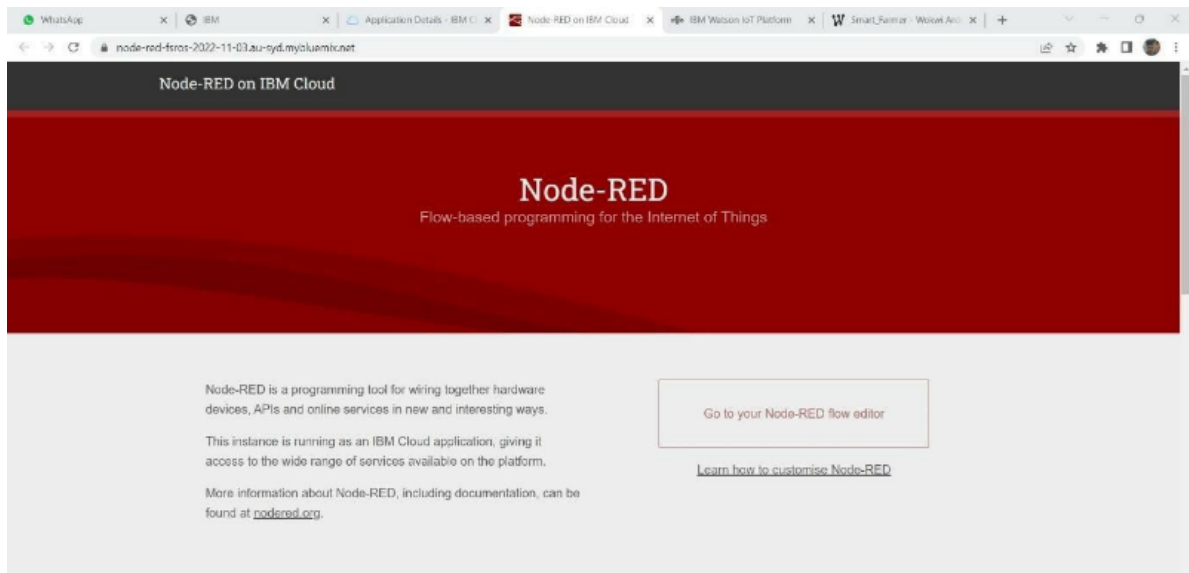 WhatsApp
IBM
Application Details - IBM Cl
Node-RED on IBM Cloud
IBM Watson IoT Platform
Smart_Farmer - Wokwi Ard
node-red-fsros-2022-11-03.au-syd.mybluemix.net
Node-RED on IBM Cloud
Node-RED
Flow-based programming for the Internet of Things
Node-RED is a programming tool for wiring together hardware
devices, APIs and online services in new and interesting ways.
This instance is running as an IBM Cloud application, giving it
access to the wide range of services available on the platform.
More information about Node-RED, including documentation, can be
found at nodered.org.
Go to your Node-RED flow editor
Learn how to customise Node-RED